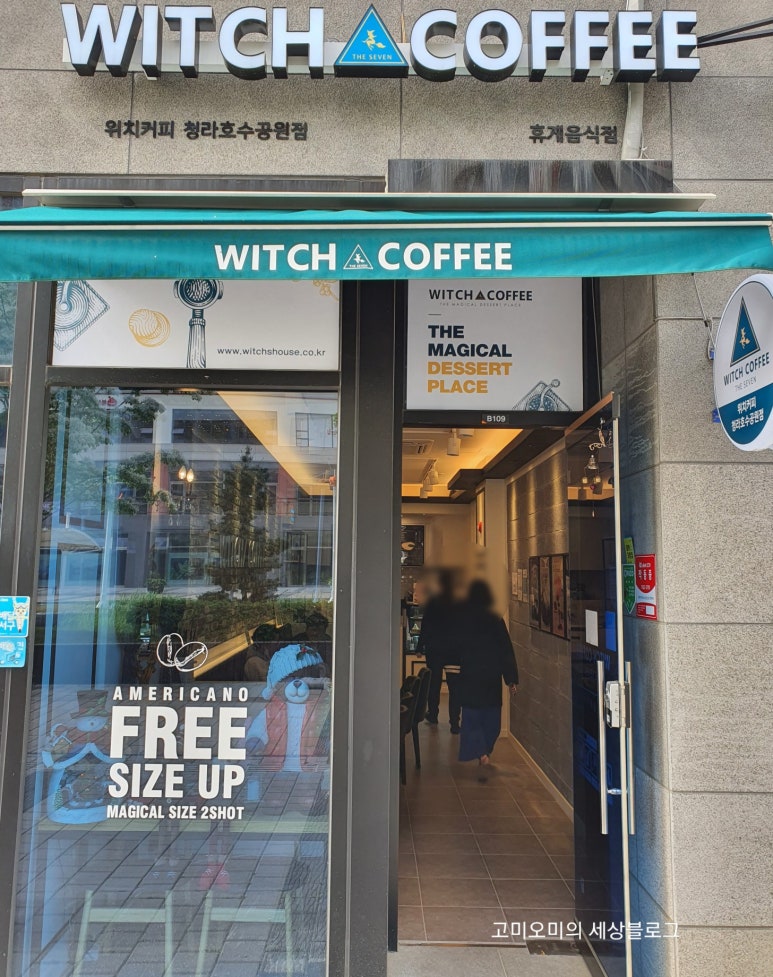 WITCH COFFEE
THE SEVEN
위치커피 청라호수공원점
휴게음식점
WITCH COFFEE
www.witchshouse.co.kr
WITCH COFFEE
THE MAGICAL DESSERT PLACE
THE
MAGICAL
DESSERT
PLACE
B109
WITCH COFFEE
THE SEVEN
위치커피
청라호수공원점
AMERICANO
FREE
SIZE UP
MAGICAL SIZE 2SHOT
고미오미의 세상블로그